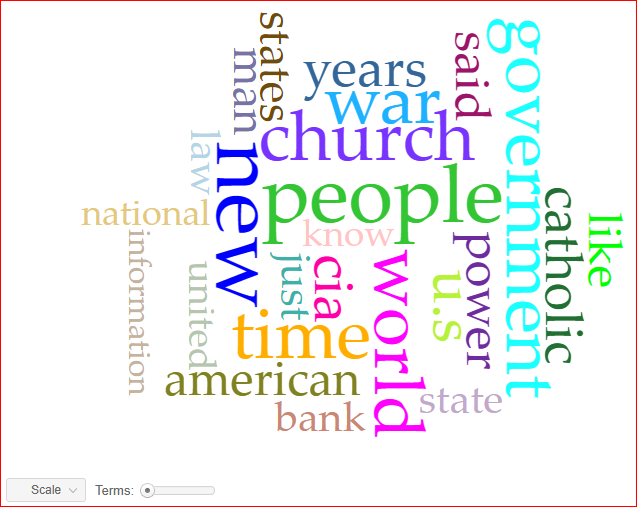 states
government
said
years
man
war
church
law
new
people
catholic
national
like
know
information
power
just
cia
world
united
u.s
time
american
state
bank
Scale
Terms: